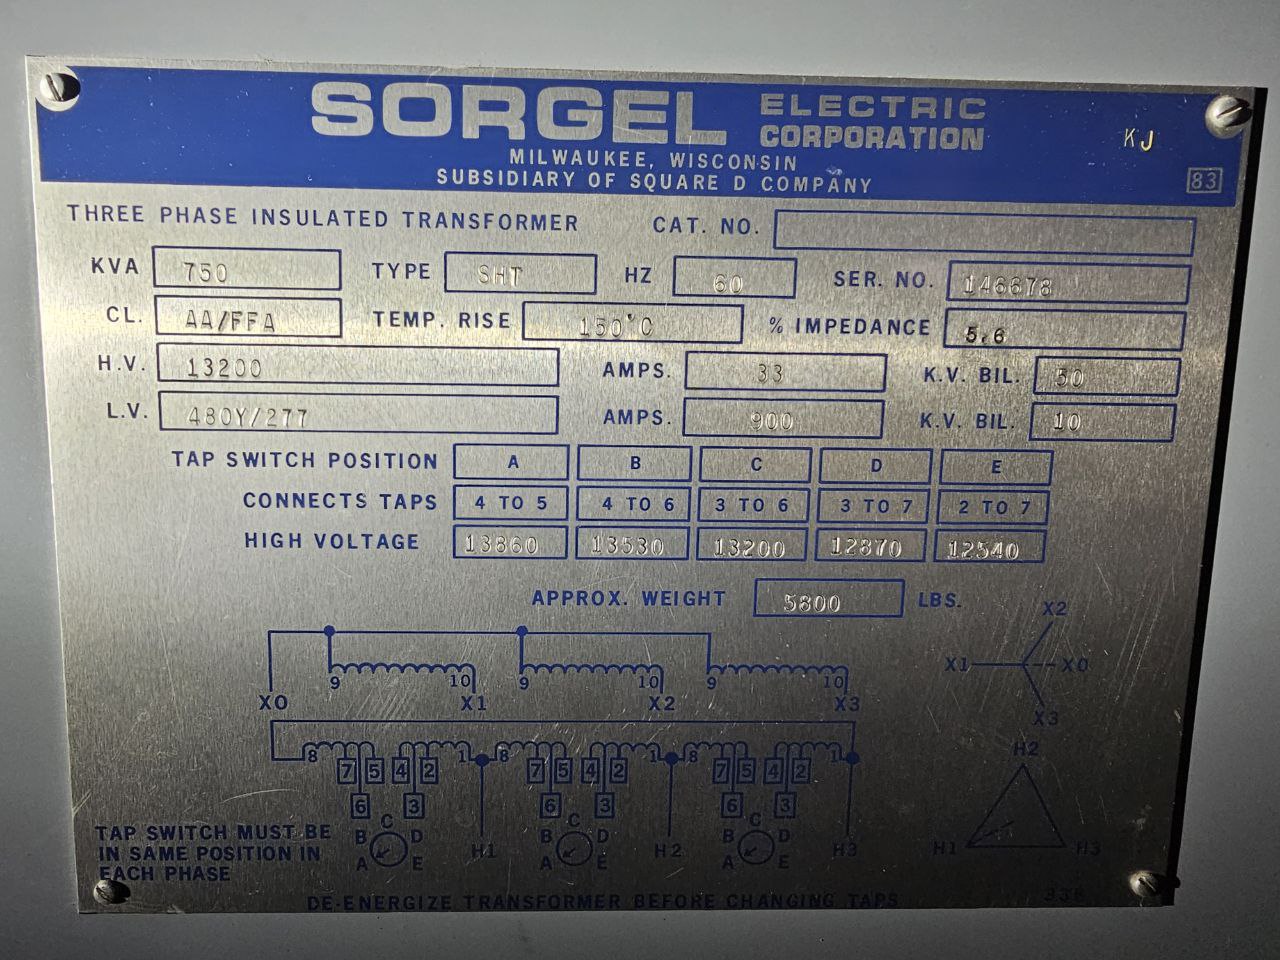 SORGEL ELECTRIC CORPORATION KJ
MILWAUKEE, WISCONSIN
SUBSIDIARY OF SQUARE D COMPANY 83
THREE PHASE INSULATED TRANSFORMER CAT. NO.
KVA 750 TYPE SHT HZ 60 SER. NO. 146678
CL. AA/FFA TEMP. RISE 150°C % IMPEDANCE 5.6
H.V. 13200 AMPS. 33 K.V. BIL. 50
L.V. 480Y/277 AMPS. 900 K.V. BIL. 10
TAP SWITCH POSITION A B C D E
CONNECTS TAPS 4 TO 5 4 TO 6 3 TO 6 3 TO 7 2 TO 7
HIGH VOLTAGE 13860 13530 13200 12870 12540
APPROX. WEIGHT 5800 LBS.
X2
X1 X0
X3
9 10 9 10 9 10
X0 X1 X2 X3
H2
8 1 8 1 8 1
7 5 4 2 7 5 4 2 7 5 4 2
6 3 6 3 6 3
C C C
B D B D B D
A E A E A E
H1 H2 H3
H1 H3
TAP SWITCH MUST BE
IN SAME POSITION IN
EACH PHASE
DE-ENERGIZE TRANSFORMER BEFORE CHANGING TAPS